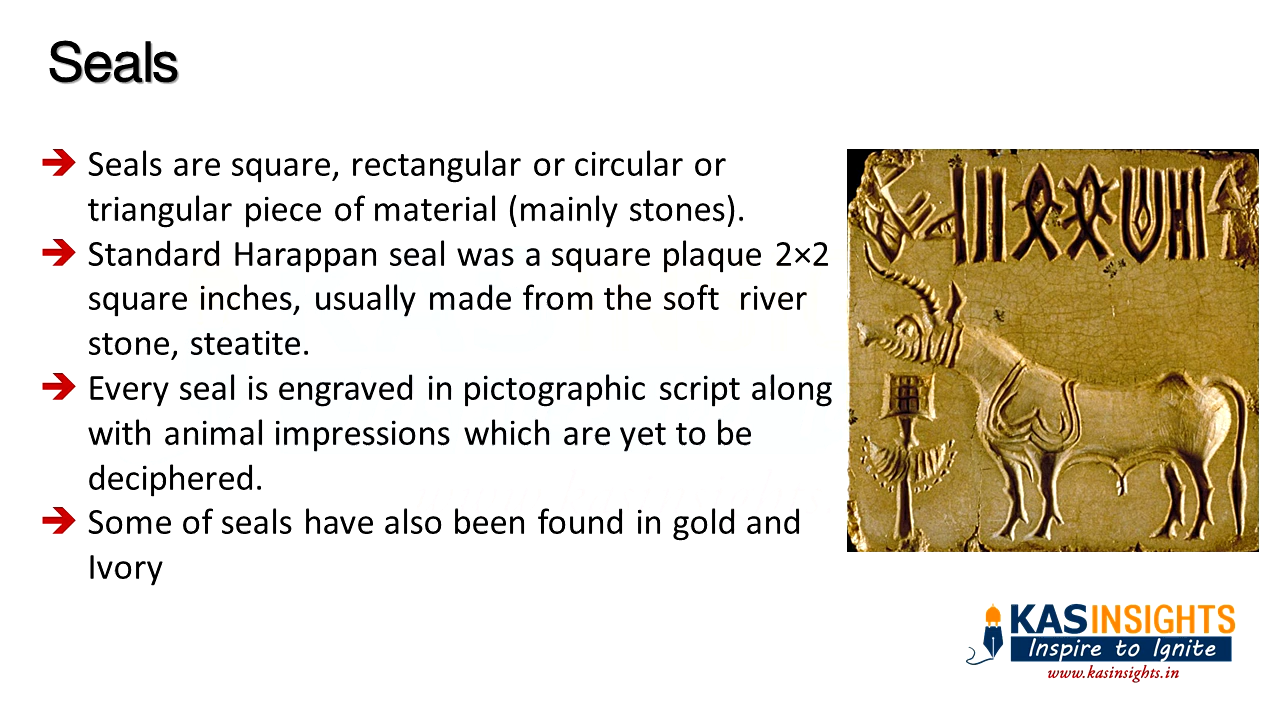 Seals
➔ Seals are square, rectangular or circular or
triangular piece of material (mainly stones).
➔ Standard Harappan seal was a square plaque 2×2
square inches, usually made from the soft river
stone, steatite.
➔ Every seal is engraved in pictographic script along
with animal impressions which are yet to be
deciphered.
➔ Some of seals have also been found in gold and
Ivory
KASINSIGHTS
Inspire to Ignite
www.kasinsights.in